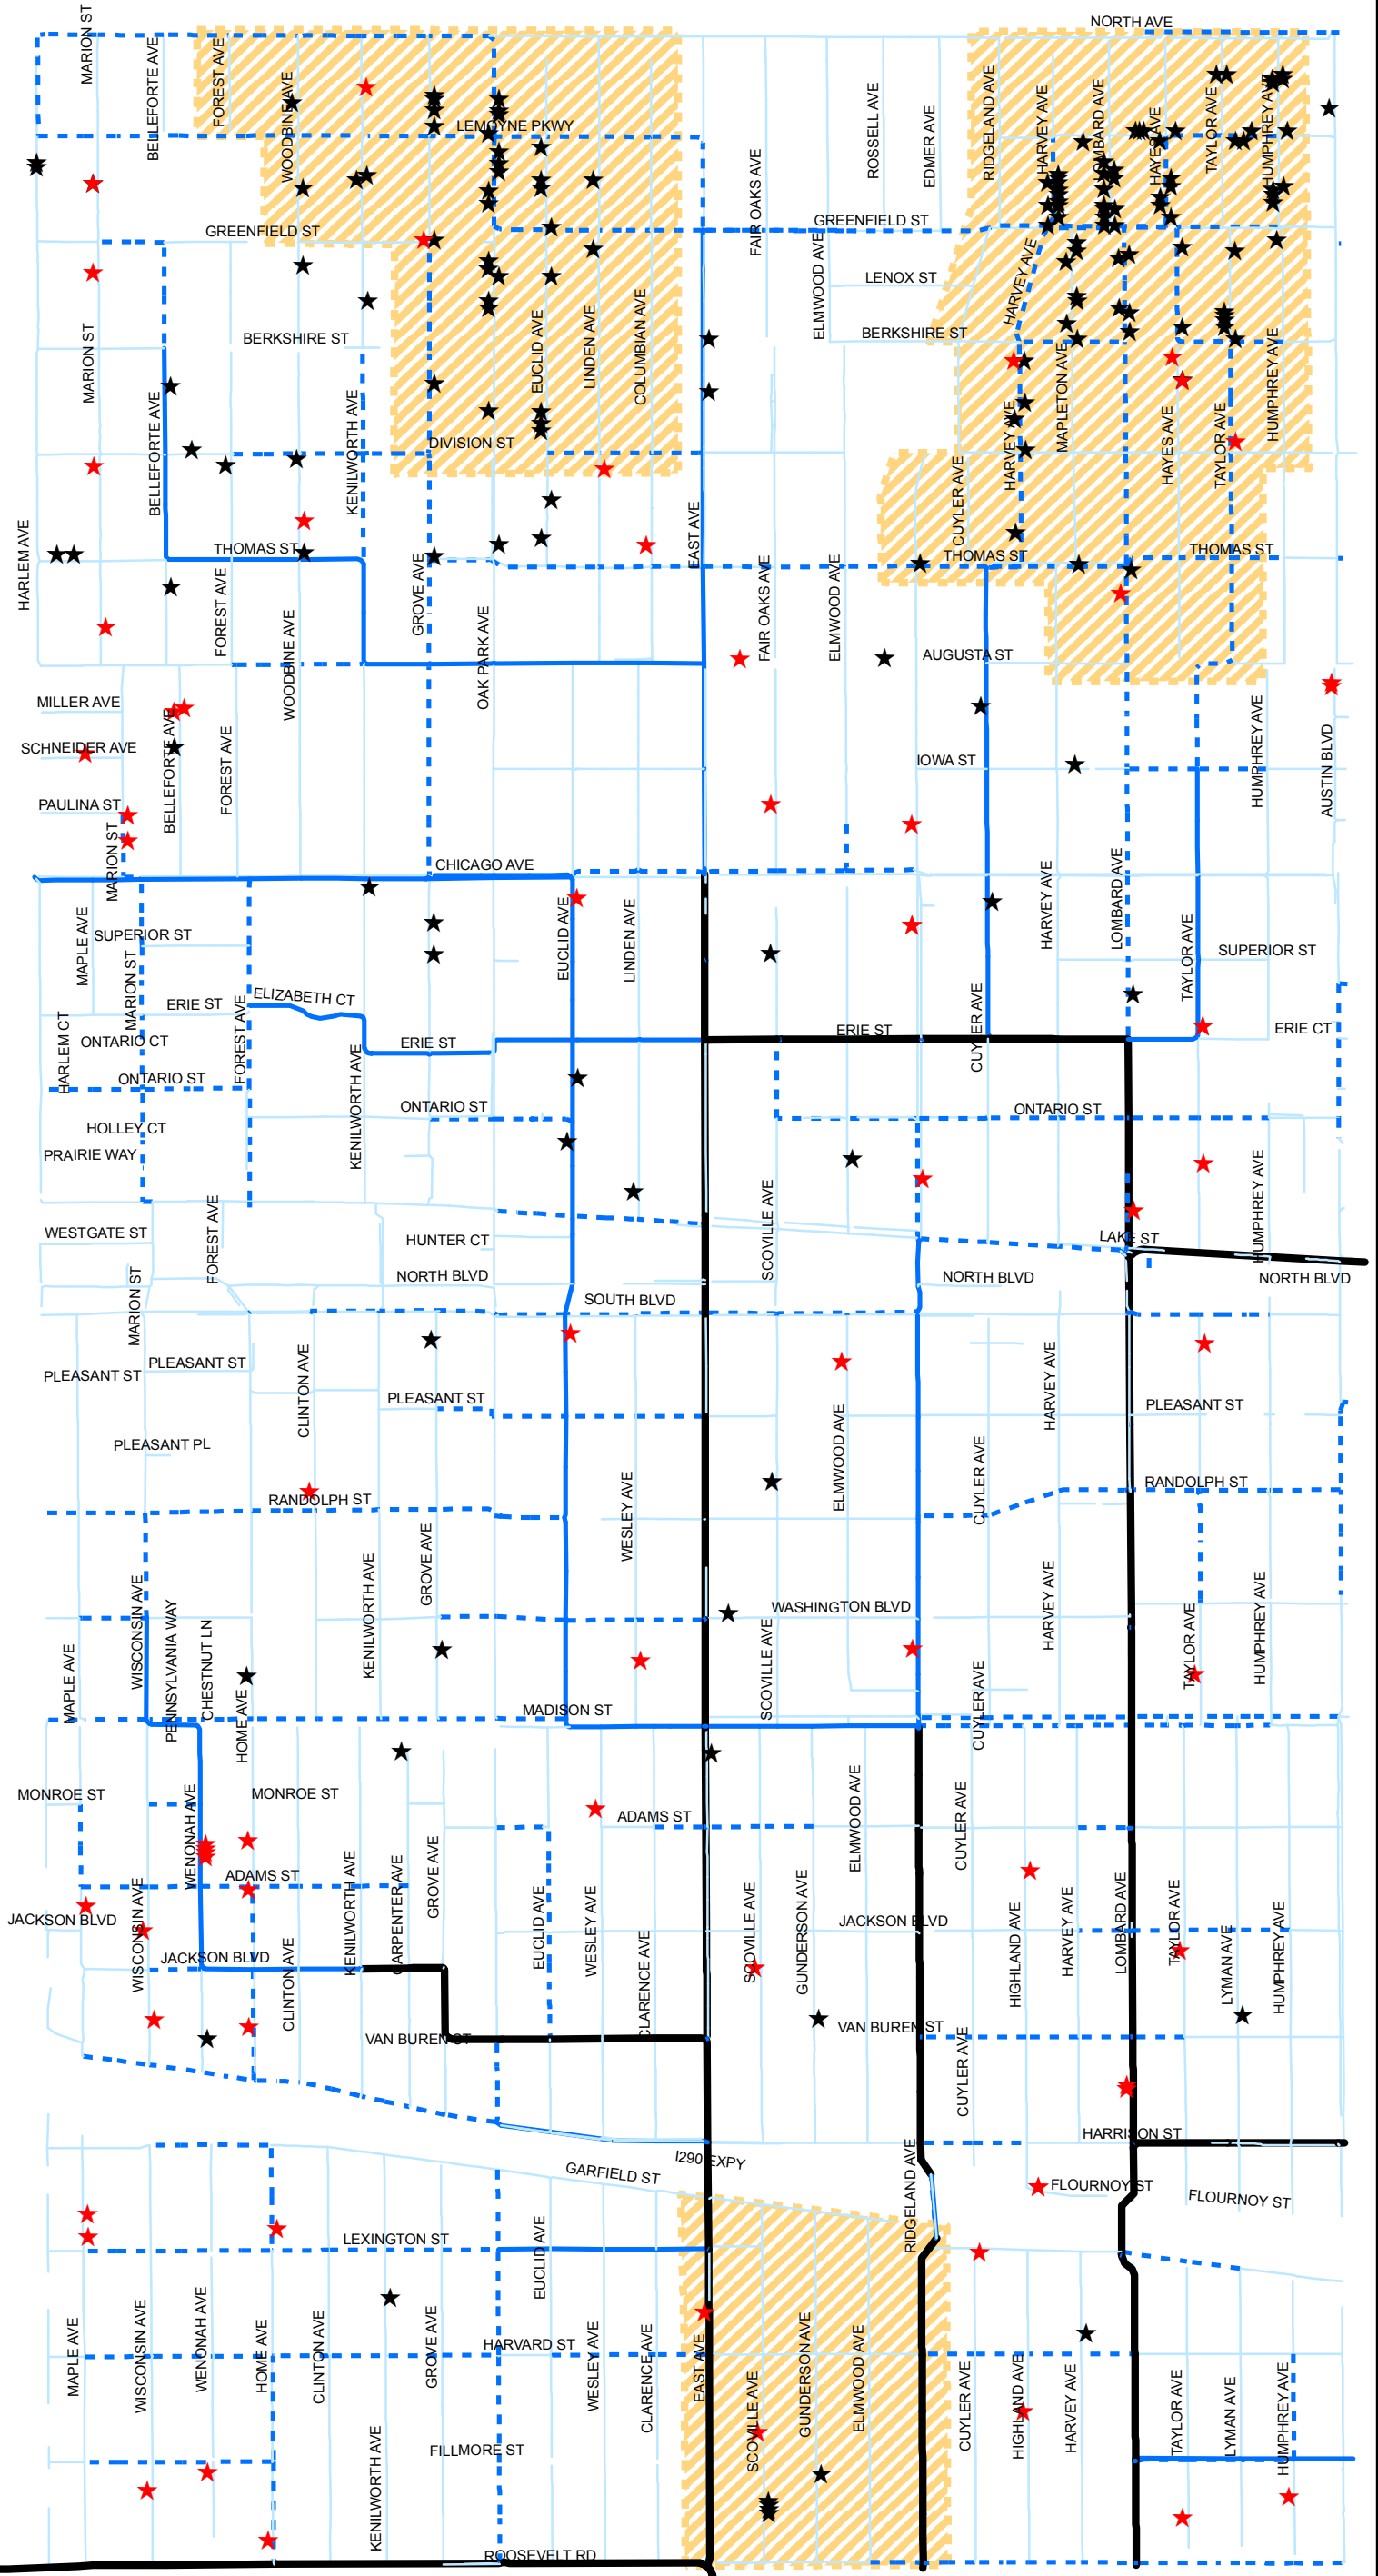 NORTH AVE
MARION ST
BELLEFORTE AVE
FOREST AVE
WOODBINE AVE
LEMOYNE PKWY
ROSSELL AVE
EDMER AVE
RIDGELAND AVE
HARVEY AVE
LOMBARD AVE
HAYES AVE
TAYLOR AVE
HUMPHREY AVE
FAIR OAKS AVE
GREENFIELD ST
GREENFIELD ST
ELMWOOD AVE
LENOX ST
HARVEY AVE
BERKSHIRE ST
BERKSHIRE ST
MARION ST
EUCLID AVE
LINDEN AVE
COLUMBIAN AVE
MAPLETON AVE
HUMPHREY AVE
BELLEFORTE AVE
KENILWORTH AVE
DIVISION ST
CUYLER AVE
HARVEY AVE
HAYES AVE
TAYLOR AVE
HARLEM AVE
THOMAS ST
EAST AVE
THOMAS ST
THOMAS ST
FOREST AVE
WOODBINE AVE
GROVE AVE
OAK PARK AVE
FAIR OAKS AVE
ELMWOOD AVE
AUGUSTA ST
MILLER AVE
SCHNEIDER AVE
BELLEFORTE AVE
FOREST AVE
IOWA ST
HUMPHREY AVE
AUSTIN BLVD
PAULINA ST
MARION ST
CHICAGO AVE
MAPLE AVE
SUPERIOR ST
EUCLID AVE
LINDEN AVE
HARVEY AVE
LOMBARD AVE
TAYLOR AVE
SUPERIOR ST
MARION ST
ERIE ST
ELIZABETH CT
FOREST AVE
HARLEM CT
ONTARIO CT
ERIE ST
ERIE ST
CUYLER AVE
ERIE CT
ONTARIO ST
KENILWORTH AVE
ONTARIO ST
ONTARIO ST
HOLLEY CT
PRAIRIE WAY
FOREST AVE
SCOVILLE AVE
HUMPHREY AVE
WESTGATE ST
HUNTER CT
LAKE ST
NORTH BLVD
NORTH BLVD
NORTH BLVD
MARION ST
SOUTH BLVD
PLEASANT ST
PLEASANT ST
CLINTON AVE
PLEASANT ST
HARVEY AVE
PLEASANT ST
PLEASANT PL
ELMWOOD AVE
CUYLER AVE
RANDOLPH ST
RANDOLPH ST
WESLEY AVE
GROVE AVE
KENILWORTH AVE
WASHINGTON BLVD
HARVEY AVE
HUMPHREY AVE
TAYLOR AVE
MAPLE AVE
WISCONSIN AVE
PENNSYLVANIA WAY
CHESTNUT LN
HOME AVE
SCOVILLE AVE
CUYLER AVE
MADISON ST
MONROE ST
MONROE ST
WENONAH AVE
ADAMS ST
ELMWOOD AVE
CUYLER AVE
ADAMS ST
KENILWORTH AVE
CARPENTER AVE
GROVE AVE
EUCLID AVE
WESLEY AVE
CLARENCE AVE
SCOVILLE AVE
GUNDERSON AVE
JACKSON BLVD
HIGHLAND AVE
HARVEY AVE
LOMBARD AVE
TAYLOR AVE
LYMAN AVE
HUMPHREY AVE
JACKSON BLVD
WISCONSIN AVE
JACKSON BLVD
CLINTON AVE
VAN BUREN ST
VAN BUREN ST
CUYLER AVE
HARRISON ST
I290 EXPY
GARFIELD ST
RIDGELAND AVE
FLOURNOY ST
FLOURNOY ST
LEXINGTON ST
EUCLID AVE
MAPLE AVE
WISCONSIN AVE
WENONAH AVE
HOME AVE
CLINTON AVE
GROVE AVE
HARVARD ST
WESLEY AVE
CLARENCE AVE
EAST AVE
SCOVILLE AVE
GUNDERSON AVE
ELMWOOD AVE
CUYLER AVE
HIGHLAND AVE
HARVEY AVE
TAYLOR AVE
LYMAN AVE
HUMPHREY AVE
KENILWORTH AVE
FILLMORE ST
ROOSEVELT RD